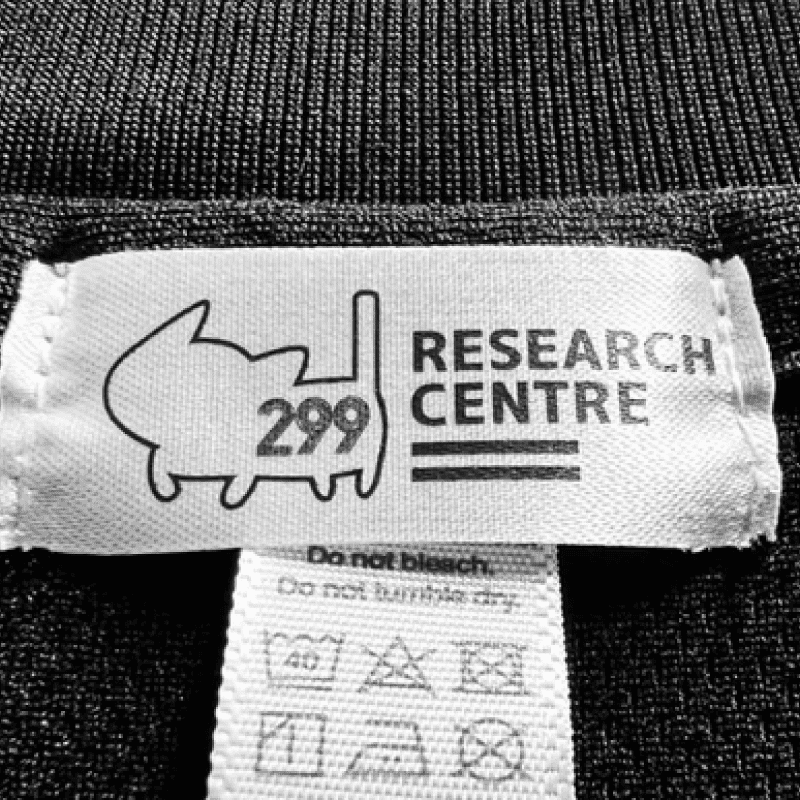 299
RESEARCH
CENTRE
Do not bleach.
Do not tumble dry.
40